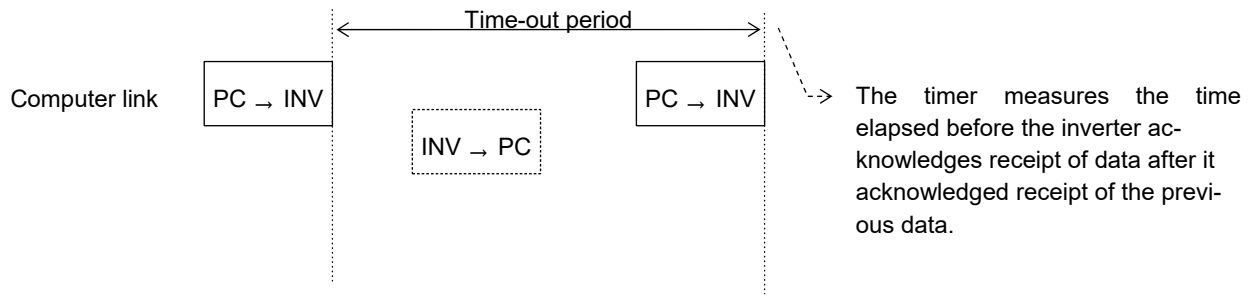 Time-out period
Computer link
PC → INV
INV → PC
PC → INV
The timer measures the time
elapsed before the inverter ac-
knowledges receipt of data after it
acknowledged receipt of the previ-
ous data.